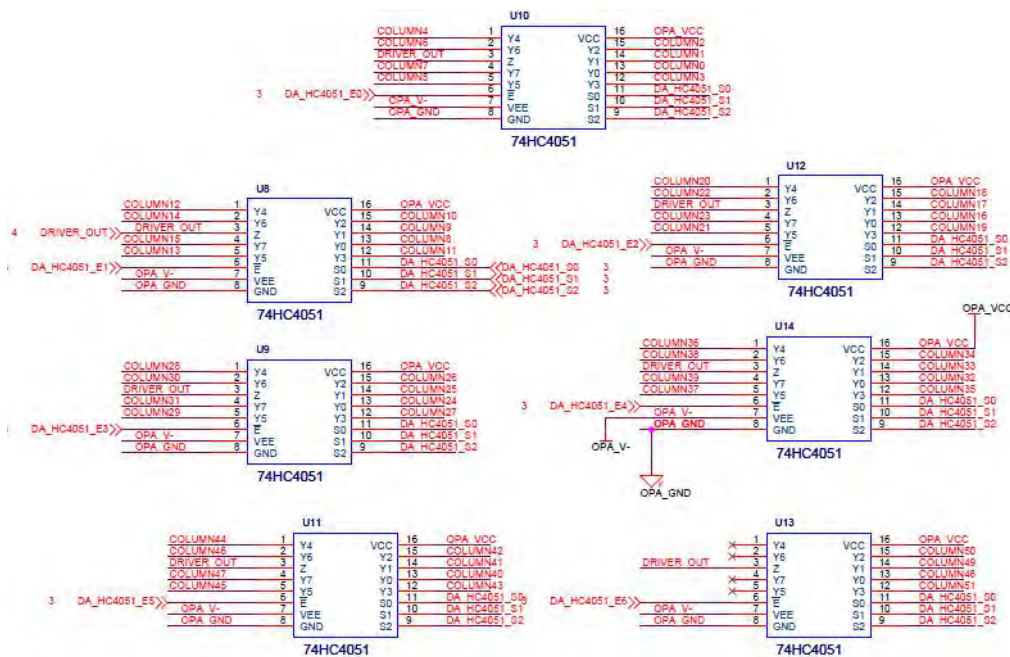 U10
COLUMN4 1 Y4 VCC 16 OPA_VCC
COLUMN6 2 Y6 Y2 15 COLUMN2
DRIVER_OUT 3 Z Y1 14 COLUMN1
COLUMN7 4 Y7 Y0 13 COLUMN0
COLUMN5 5 Y5 Y3 12 COLUMN3
3 DA_HC4051_E0 6 E S0 11 DA_HC4051_S0
OPA_V- 7 VEE S1 10 DA_HC4051_S1
OPA_GND 8 GND S2 9 DA_HC4051_S2
74HC4051
U8
COLUMN12 1 Y4 VCC 16 OPA_VCC
COLUMN14 2 Y6 Y2 15 COLUMN10
4 DRIVER_OUT DRIVER_OUT 3 Z Y1 14 COLUMN9
COLUMN15 4 Y7 Y0 13 COLUMN8
COLUMN13 5 Y5 Y3 12 COLUMN11
DA_HC4051_E1 6 E S0 11 DA_HC4051_S0 DA_HC4051_S0 3
OPA_V- 7 VEE S1 10 DA_HC4051_S1 DA_HC4051_S1 3
OPA_GND 8 GND S2 9 DA_HC4051_S2 DA_HC4051_S2 3
74HC4051
U12
COLUMN20 1 Y4 VCC 16 OPA_VCC
COLUMN22 2 Y6 Y2 15 COLUMN18
DRIVER_OUT 3 Z Y1 14 COLUMN17
COLUMN23 4 Y7 Y0 13 COLUMN16
COLUMN21 5 Y5 Y3 12 COLUMN19
3 DA_HC4051_E2 6 E S0 11 DA_HC4051_S0
OPA_V- 7 VEE S1 10 DA_HC4051_S1
OPA_GND 8 GND S2 9 DA_HC4051_S2
74HC4051
U9
COLUMN28 1 Y4 VCC 16 OPA_VCC
COLUMN30 2 Y6 Y2 15 COLUMN26
DRIVER_OUT 3 Z Y1 14 COLUMN25
COLUMN31 4 Y7 Y0 13 COLUMN24
COLUMN29 5 Y5 Y3 12 COLUMN27
DA_HC4051_E3 6 E S0 11 DA_HC4051_S0
OPA_V- 7 VEE S1 10 DA_HC4051_S1
OPA_GND 8 GND S2 9 DA_HC4051_S2
74HC4051
OPA_VCC
U14
COLUMN36 1 Y4 VCC 16 OPA_VCC
COLUMN38 2 Y6 Y2 15 COLUMN34
DRIVER_OUT 3 Z Y1 14 COLUMN33
COLUMN39 4 Y7 Y0 13 COLUMN32
COLUMN37 5 Y5 Y3 12 COLUMN35
3 DA_HC4051_E4 6 E S0 11 DA_HC4051_S0
OPA_V- 7 VEE S1 10 DA_HC4051_S1
OPA_GND 8 GND S2 9 DA_HC4051_S2
OPA_V-
74HC4051
OPA_GND
U11
COLUMN44 1 Y4 VCC 16 OPA_VCC
COLUMN46 2 Y6 Y2 15 COLUMN42
DRIVER_OUT 3 Z Y1 14 COLUMN41
COLUMN47 4 Y7 Y0 13 COLUMN40
COLUMN45 5 Y5 Y3 12 COLUMN43
3 DA_HC4051_E5 6 E S0 11 DA_HC4051_S0
OPA_V- 7 VEE S1 10 DA_HC4051_S1
OPA_GND 8 GND S2 9 DA_HC4051_S2
74HC4051
U13
1 Y4 VCC 16 OPA_VCC
2 Y6 Y2 15 COLUMN50
DRIVER_OUT 3 Z Y1 14 COLUMN49
4 Y7 Y0 13 COLUMN48
5 Y5 Y3 12 COLUMN51
3 DA_HC4051_E6 6 E S0 11 DA_HC4051_S0
OPA_V- 7 VEE S1 10 DA_HC4051_S1
OPA_GND 8 GND S2 9 DA_HC4051_S2
74HC4051